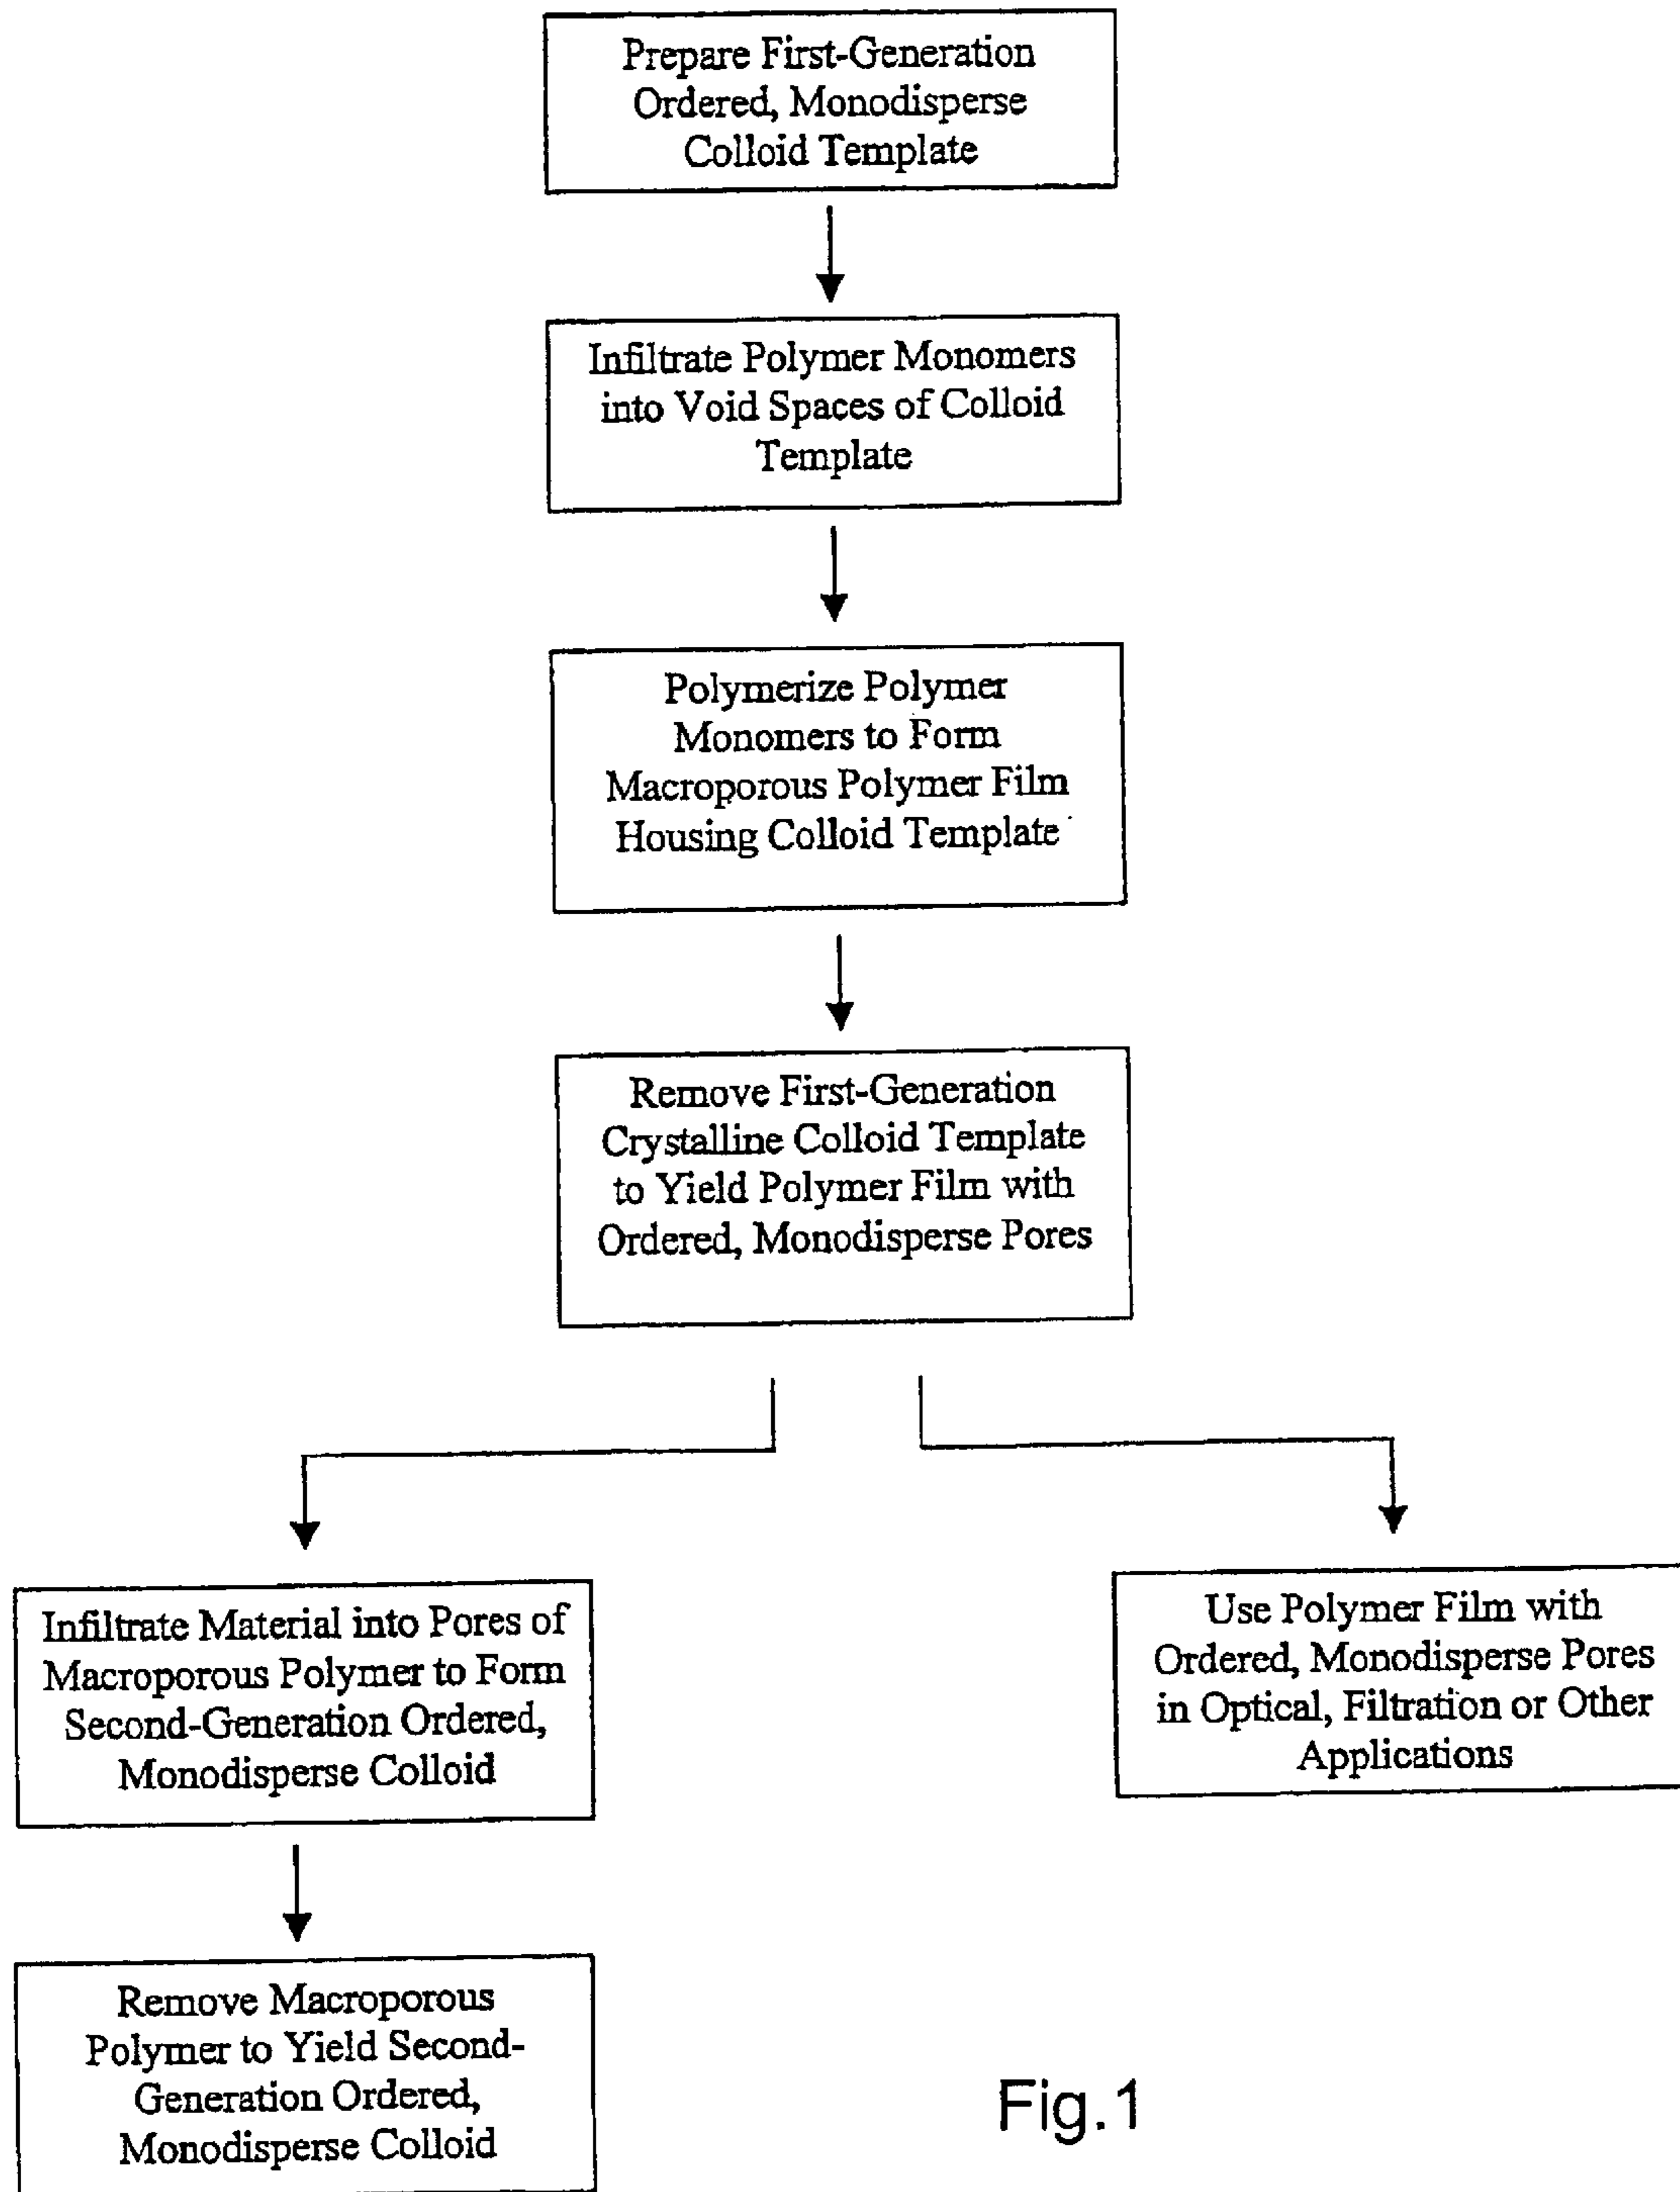 Prepare First-Generation
Ordered, Monodisperse
Colloid Template
Infiltrate Polymer Monomers
into Void Spaces of Colloid
Template
Polymerize Polymer
Monomers to Form
Macroporous Polymer Film
Housing Colloid Template
Remove First-Generation
Crystalline Colloid Template
to Yield Polymer Film with
Ordered, Monodisperse Pores
Infiltrate Material into Pores of
Macroporous Polymer to Form
Second-Generation Ordered,
Monodisperse Colloid
Use Polymer Film with
Ordered, Monodisperse Pores
in Optical, Filtration or Other
Applications
Remove Macroporous
Polymer to Yield Second-
Generation Ordered,
Monodisperse Colloid
Fig.1